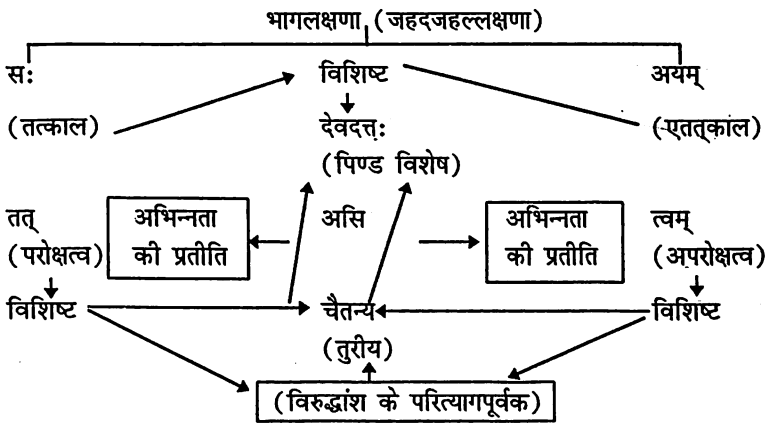 भागलक्षणा (जहदजहल्लक्षणा)
सः विशिष्ट अयम्
(तत्काल) देवदत्तः (एतत्काल)
(पिण्ड विशेष)
तत् अभिन्नता असि अभिन्नता त्वम्
(परोक्षत्व) की प्रतीति की प्रतीति (अपरोक्षत्व)
विशिष्ट चैतन्य विशिष्ट
(तुरीय)
(विरुद्धांश के परित्यागपूर्वक)